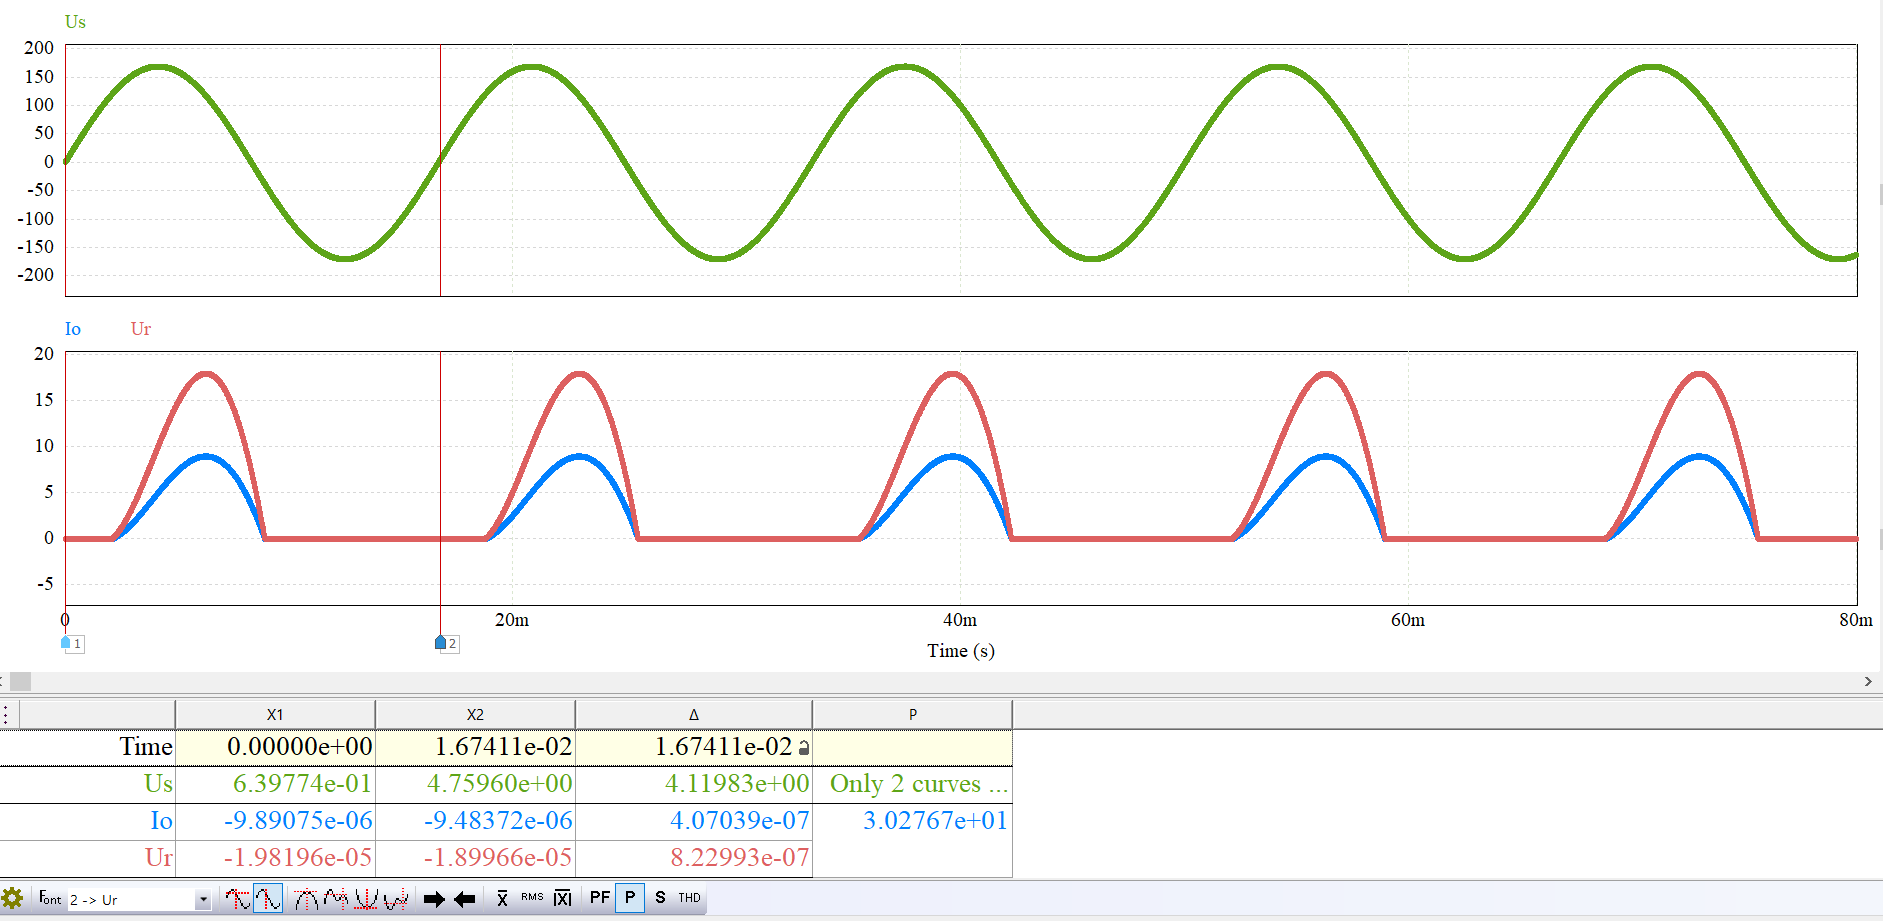 Us
200
150
100
50
0
-50
-100
-150
-200
Io Ur
20
15
10
5
0
-5
0 20m 40m 60m 80m
1 2
Time (s)
X1 X2 Δ P
Time 0.00000e+00 1.67411e-02 1.67411e-02
Us 6.39774e-01 4.75960e+00 4.11983e+00 Only 2 curves ...
Io -9.89075e-06 -9.48372e-06 4.07039e-07 3.02767e+01
Ur -1.98196e-05 -1.89966e-05 8.22993e-07
Font 2 -> Ur x RMS |X| PF P S THD